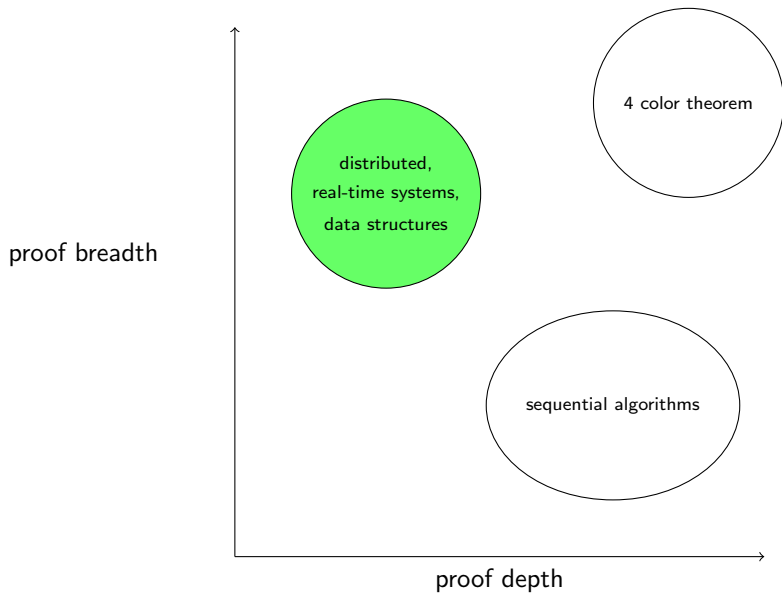 4 color theorem
distributed,
real-time systems,
data structures
proof breadth
sequential algorithms
proof depth